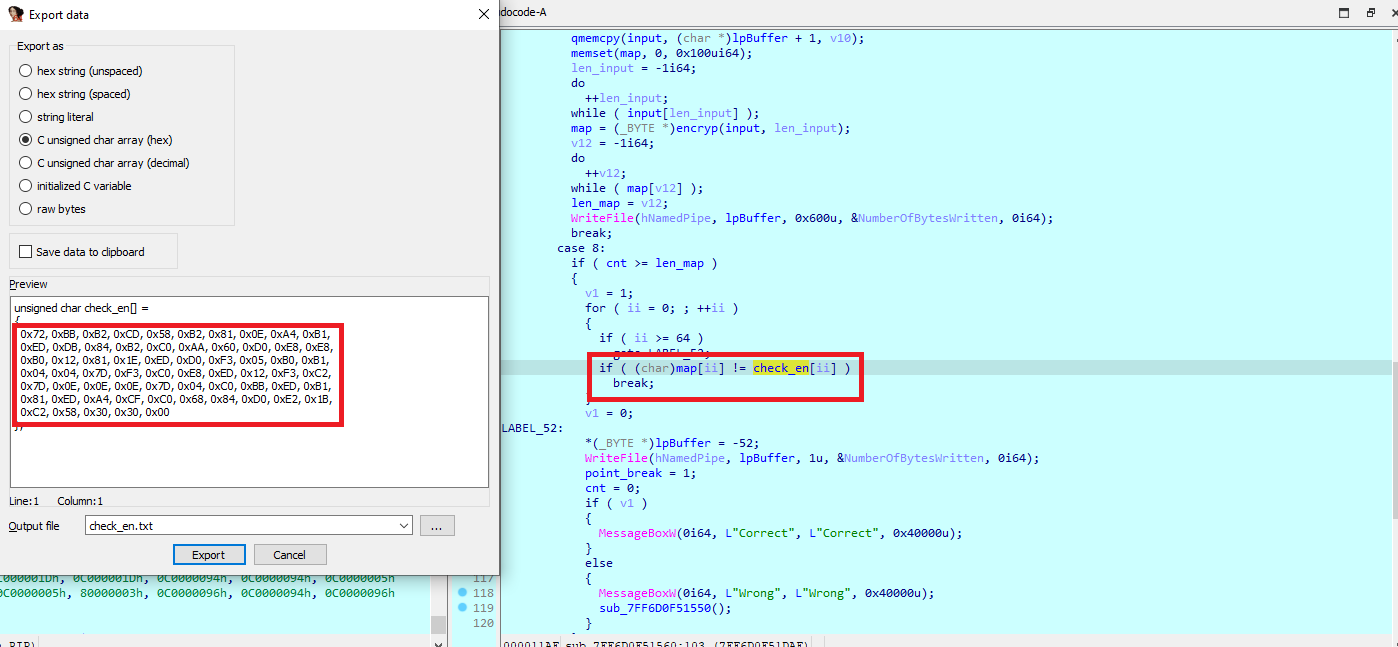 Export data
Export as
hex string (unspaced)
hex string (spaced)
string literal
C unsigned char array (hex)
C unsigned char array (decimal)
initialized C variable
raw bytes
Save data to clipboard
Preview
unsigned char check_en[] =
{
0x72, 0xBB, 0xB2, 0xCD, 0x58, 0xB2, 0x81, 0x0E, 0xA4, 0xB1,
0xED, 0xDB, 0x84, 0xB2, 0xC0, 0xAA, 0x60, 0xD0, 0xE8, 0xE8,
0xB0, 0x12, 0x81, 0x1E, 0xED, 0xD0, 0xF3, 0x05, 0xB0, 0xB1,
0x04, 0x04, 0x7D, 0xF3, 0xC0, 0xE8, 0xED, 0x12, 0xF3, 0xC2,
0x7D, 0x0E, 0x0E, 0x0E, 0x7D, 0x04, 0xC0, 0xBB, 0xED, 0xB1,
0x81, 0xED, 0xA4, 0xCF, 0xC0, 0x68, 0x84, 0xD0, 0xE2, 0x1B,
0xC2, 0x58, 0x30, 0x30, 0x00
Line:1 Column:1
Output file
check_en.txt
...
Export
Cancel
C000001Dh, 0C000001Dh, 0C0000094h, 0C0000094h, 0C0000005h
0C0000005h, 80000003h, 0C0000096h, 0C0000094h, 0C0000096h
RIP)
docode-A
qmemcpy(input, (char *)lpBuffer + 1, v10);
memset(map, 0, 0x100ui64);
len_input = -1i64;
do
++len_input;
while ( input[len_input] );
map = (_BYTE *)encryp(input, len_input);
v12 = -1i64;
do
++v12;
while ( map[v12] );
len_map = v12;
WriteFile(hNamedPipe, lpBuffer, 0x600u, &NumberOfBytesWritten, 0i64);
break;
case 8:
if ( cnt >= len_map )
{
v1 = 1;
for ( ii = 0; ; ++ii )
{
if ( ii >= 64 )
goto LABEL_52;
if ( (char)map[ii] != check_en[ii] )
break;
}
v1 = 0;
LABEL_52:
*(_BYTE *)lpBuffer = -52;
WriteFile(hNamedPipe, lpBuffer, 1u, &NumberOfBytesWritten, 0i64);
point_break = 1;
cnt = 0;
if ( v1 )
{
MessageBoxW(0i64, L"Correct", L"Correct", 0x40000u);
}
else
117 {
118 MessageBoxW(0i64, L"Wrong", L"Wrong", 0x40000u);
119 sub_7FF6D0F51550();
120 }